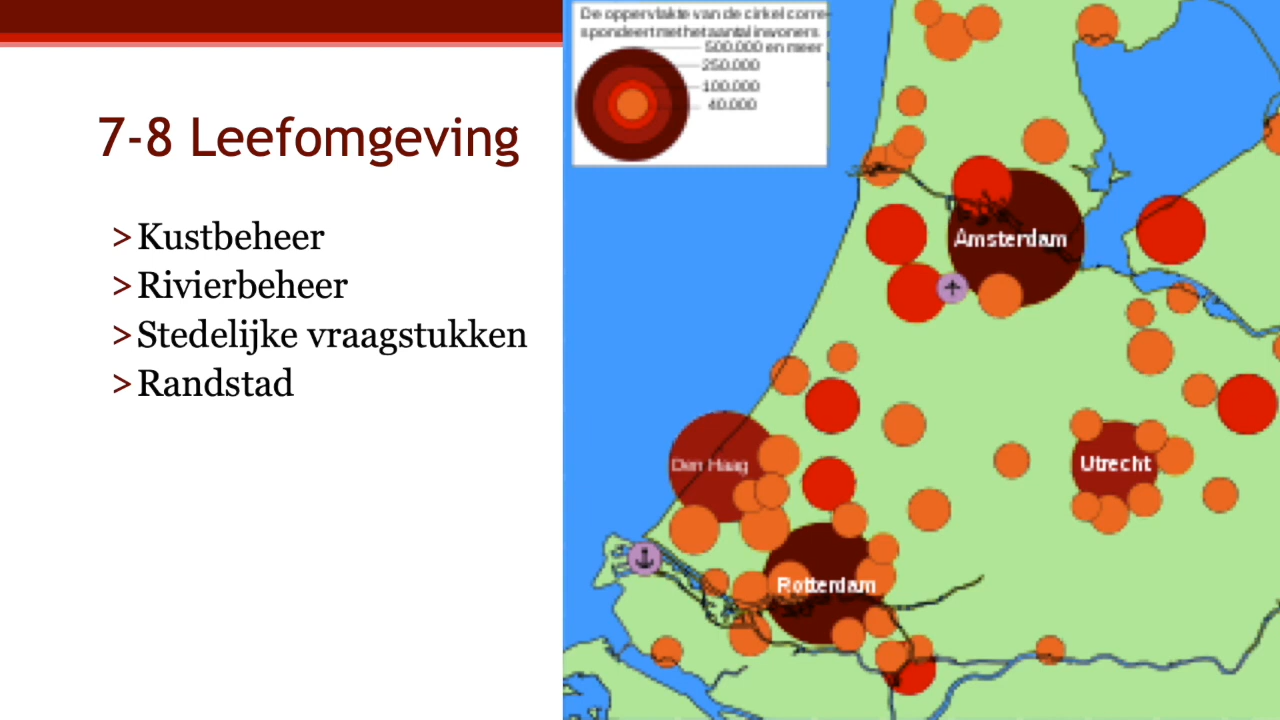 7-8 Leefomgeving
> Kustbeheer
> Rivierbeheer
> Stedelijke vraagstukken
> Randstad
De oppervlakte van de cirkel corre-
spondeert met het aantal inwoners.
500.000 en meer
250.000
100.000
40.000
Amsterdam
Den Haag
Utrecht
Rotterdam